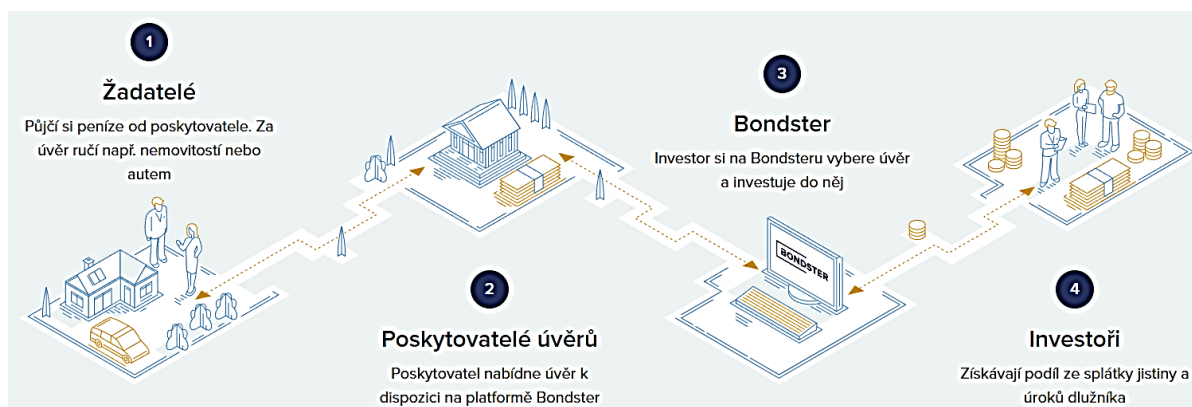 1
Žadatelé
Půjčí si peníze od poskytovatele. Za
úvěr ručí např. nemovitostí nebo
autem
2
Poskytovatelé úvěrů
Poskytovatel nabídne úvěr k
dispozici na platformě Bondster
3
Bondster
Investor si na Bondsteru vybere úvěr
a investuje do něj
BONDSTER
4
Investoři
Získávají podíl ze splátky jistiny a
úroků dlužníka